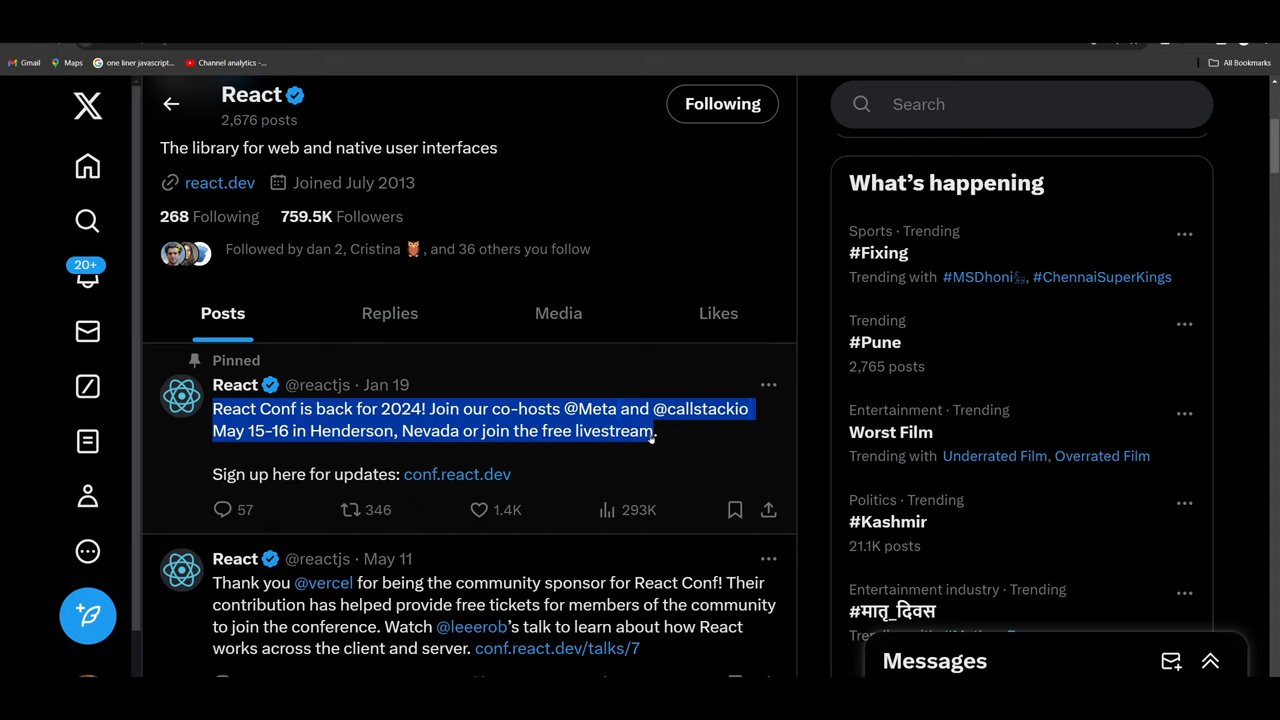 Gmail
Maps
one liner javascript...
Channel analytics -...
All Bookmarks
React
2,676 posts
Following
The library for web and native user interfaces
react.dev
Joined July 2013
268 Following
759.5K Followers
Followed by dan 2, Cristina 🦉, and 36 others you follow
Posts
Replies
Media
Likes
Pinned
React @reactjs · Jan 19
React Conf is back for 2024! Join our co-hosts @Meta and @callstackio
May 15-16 in Henderson, Nevada or join the free livestream.
Sign up here for updates: conf.react.dev
57
346
1.4K
293K
React @reactjs · May 11
Thank you @vercel for being the community sponsor for React Conf! Their
contribution has helped provide free tickets for members of the community
to join the conference. Watch @leeerob's talk to learn about how React
works across the client and server. conf.react.dev/talks/7
20+
Search
What's happening
Sports · Trending
#Fixing
Trending with #MSDhoni, #ChennaiSuperKings
Trending
#Pune
2,765 posts
Entertainment · Trending
Worst Film
Trending with Underrated Film, Overrated Film
Politics · Trending
#Kashmir
21.1K posts
Entertainment industry · Trending
#मातृ_दिवस
Messages